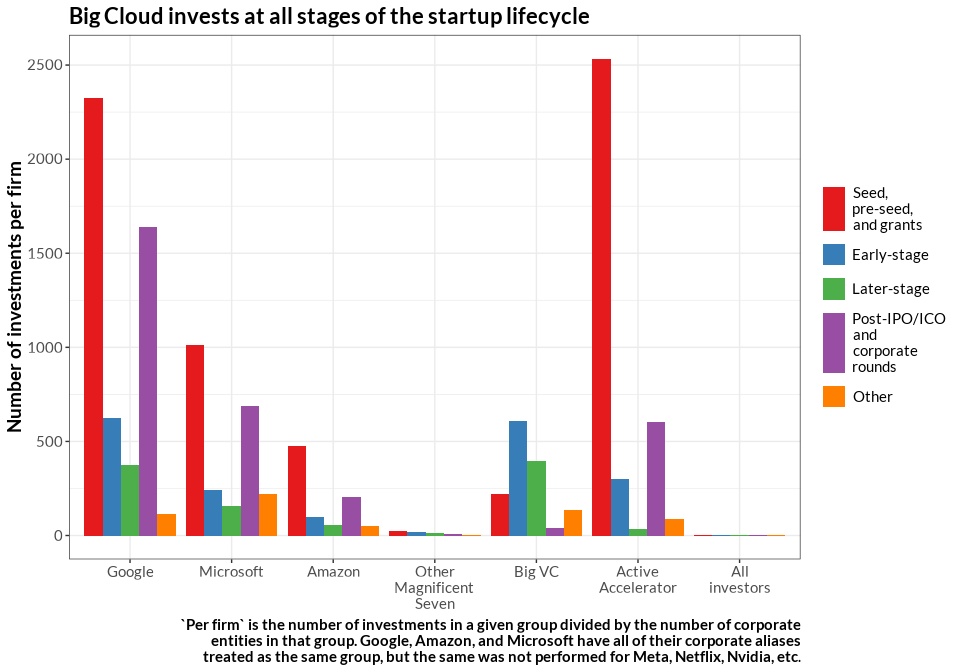 Big Cloud invests at all stages of the startup lifecycle
Number of investments per firm
2500
2000
1500
1000
500
0
Google
Microsoft
Amazon
Other
Magnificent
Seven
Big VC
Active
Accelerator
All
investors
Seed,
pre-seed,
and grants
Early-stage
Later-stage
Post-IPO/ICO
and
corporate
rounds
Other
`Per firm` is the number of investments in a given group divided by the number of corporate
entities in that group. Google, Amazon, and Microsoft have all of their corporate aliases
treated as the same group, but the same was not performed for Meta, Netflix, Nvidia, etc.